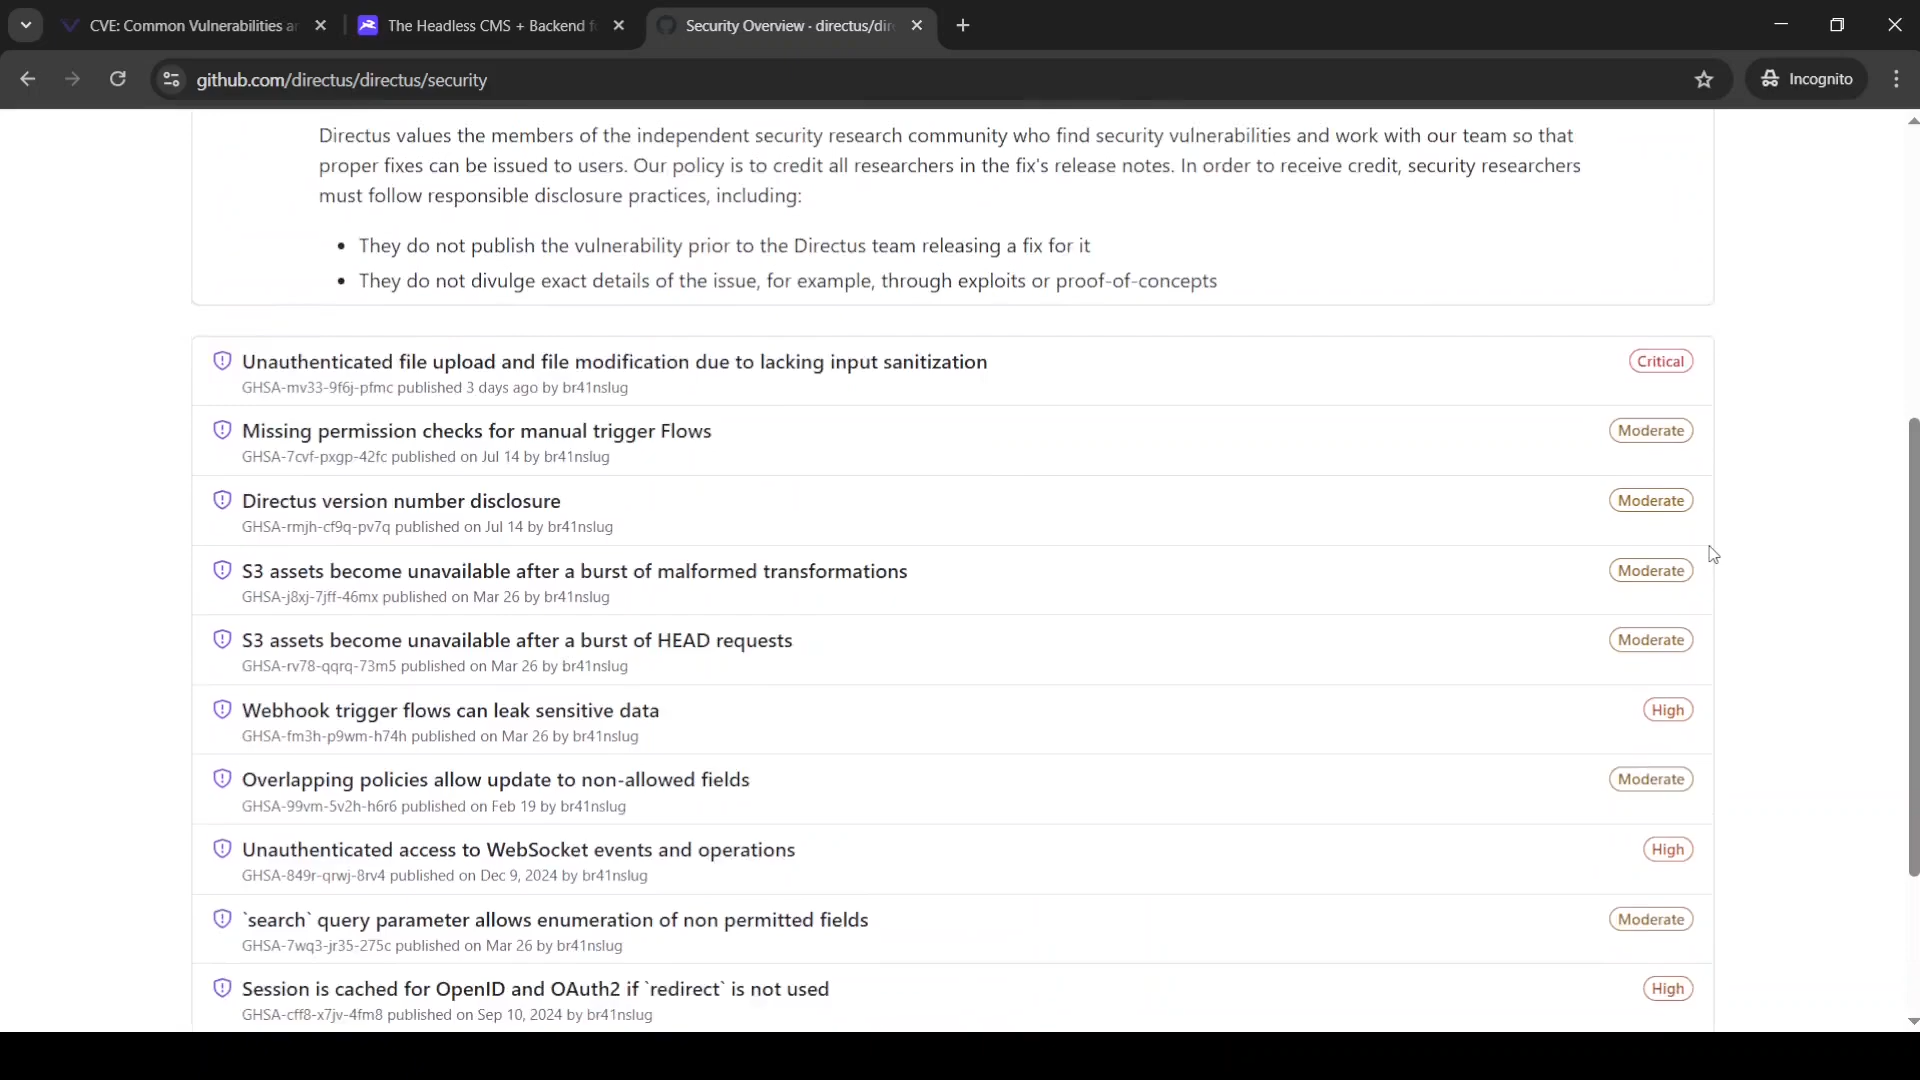 CVE: Common Vulnerabilities a
The Headless CMS + Backend f
Security Overview · directus/di
github.com/directus/directus/security
Incognito
Directus values the members of the independent security research community who find security vulnerabilities and work with our team so that
proper fixes can be issued to users. Our policy is to credit all researchers in the fix's release notes. In order to receive credit, security researchers
must follow responsible disclosure practices, including:
• They do not publish the vulnerability prior to the Directus team releasing a fix for it
• They do not divulge exact details of the issue, for example, through exploits or proof-of-concepts
Unauthenticated file upload and file modification due to lacking input sanitization Critical
GHSA-mv33-9f6j-pfmc published 3 days ago by br41nslug
Missing permission checks for manual trigger Flows Moderate
GHSA-7cvf-pxgp-42fc published on Jul 14 by br41nslug
Directus version number disclosure Moderate
GHSA-rmjh-cf9q-pv7q published on Jul 14 by br41nslug
S3 assets become unavailable after a burst of malformed transformations Moderate
GHSA-j8xj-7jff-46mx published on Mar 26 by br41nslug
S3 assets become unavailable after a burst of HEAD requests Moderate
GHSA-rv78-qqrq-73m5 published on Mar 26 by br41nslug
Webhook trigger flows can leak sensitive data High
GHSA-fm3h-p9wm-h74h published on Mar 26 by br41nslug
Overlapping policies allow update to non-allowed fields Moderate
GHSA-99vm-5v2h-h6r6 published on Feb 19 by br41nslug
Unauthenticated access to WebSocket events and operations High
GHSA-849r-qrwj-8rv4 published on Dec 9, 2024 by br41nslug
`search` query parameter allows enumeration of non permitted fields Moderate
GHSA-7wq3-jr35-275c published on Mar 26 by br41nslug
Session is cached for OpenID and OAuth2 if `redirect` is not used High
GHSA-cff8-x7jv-4fm8 published on Sep 10, 2024 by br41nslug